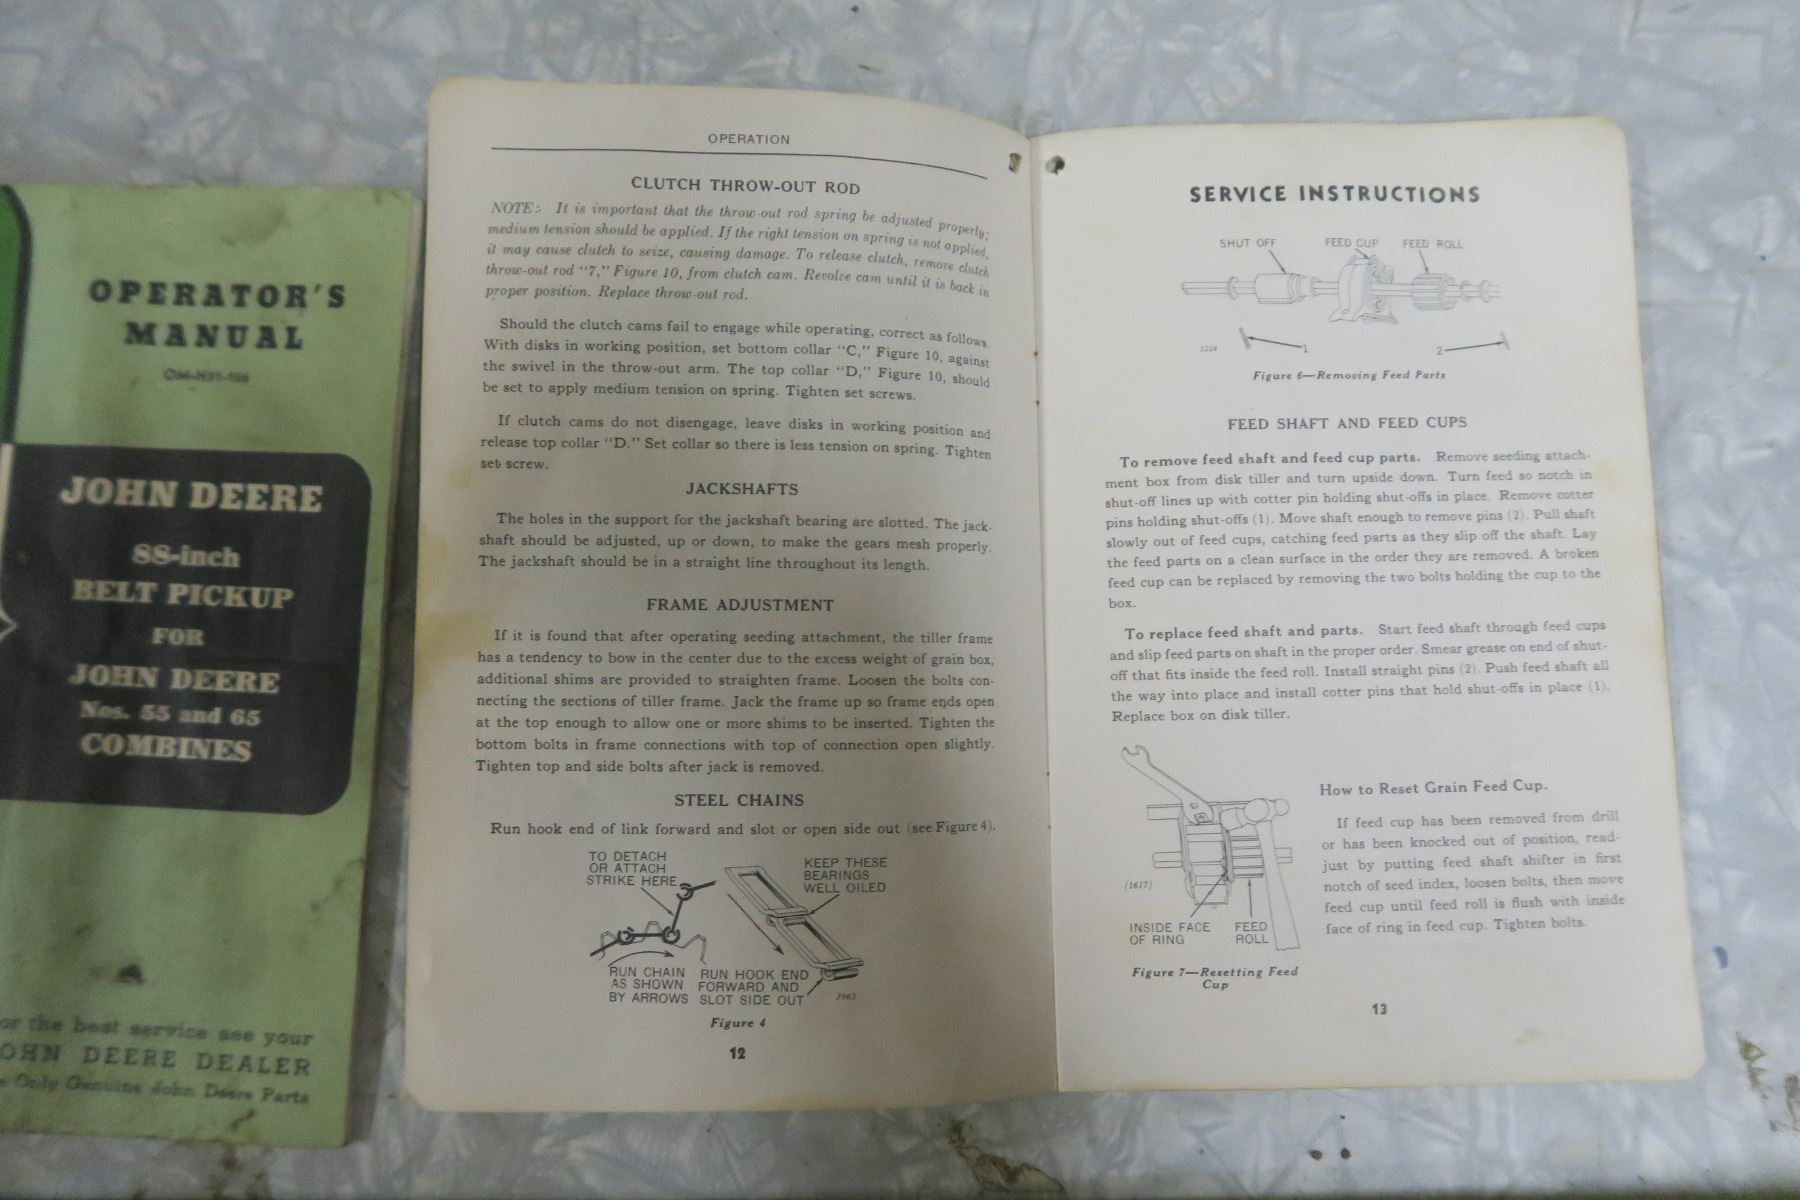 OPERATOR'S
MANUAL
OM-H31-156
JOHN DEERE
88-inch
BELT PICKUP
FOR
JOHN DEERE
Nos. 55 and 65
COMBINES
or the best service see your
OHN DEERE DEALER
Only Genuine John Deere Parts
OPERATION
CLUTCH THROW-OUT ROD
NOTE: It is important that the throw-out rod spring be adjusted properly;
medium tension should be applied. If the right tension on spring is not applied,
it may cause clutch to seize, causing damage. To release clutch, remove clutch
throw-out rod "7," Figure 10, from clutch cam. Revolve cam until it is back in
proper position. Replace throw-out rod.
Should the clutch cams fail to engage while operating, correct as follows.
With disks in working position, set bottom collar "C," Figure 10, against
the swivel in the throw-out arm. The top collar "D," Figure 10, should
be set to apply medium tension on spring. Tighten set screws.
If clutch cams do not disengage, leave disks in working position and
release top collar "D." Set collar so there is less tension on spring. Tighten
set screw.
JACKSHAFTS
The holes in the support for the jackshaft bearing are slotted. The jack-
shaft should be adjusted, up or down, to make the gears mesh properly.
The jackshaft should be in a straight line throughout its length.
FRAME ADJUSTMENT
If it is found that after operating seeding attachment, the tiller frame
has a tendency to bow in the center due to the excess weight of grain box,
additional shims are provided to straighten frame. Loosen the bolts con-
necting the sections of tiller frame. Jack the frame up so frame ends open
at the top enough to allow one or more shims to be inserted. Tighten the
bottom bolts in frame connections with top of connection open slightly.
Tighten top and side bolts after jack is removed.
STEEL CHAINS
Run hook end of link forward and slot or open side out (see Figure 4).
TO DETACH
OR ATTACH
STRIKE HERE
KEEP THESE
BEARINGS
WELL OILED
RUN CHAIN
AS SHOWN
BY ARROWS
RUN HOOK END
FORWARD AND
SLOT SIDE OUT
3963
Figure 4
12
SERVICE INSTRUCTIONS
SHUT OFF
FEED CUP
FEED ROLL
3224
1
2
Figure 6—Removing Feed Parts
FEED SHAFT AND FEED CUPS
To remove feed shaft and feed cup parts. Remove seeding attach-
ment box from disk tiller and turn upside down. Turn feed so notch in
shut-off lines up with cotter pin holding shut-offs in place. Remove cotter
pins holding shut-offs (1). Move shaft enough to remove pins (2). Pull shaft
slowly out of feed cups, catching feed parts as they slip off the shaft. Lay
the feed parts on a clean surface in the order they are removed. A broken
feed cup can be replaced by removing the two bolts holding the cup to the
box.
To replace feed shaft and parts. Start feed shaft through feed cups
and slip feed parts on shaft in the proper order. Smear grease on end of shut-
off that fits inside the feed roll. Install straight pins (2). Push feed shaft all
the way into place and install cotter pins that hold shut-offs in place (1).
Replace box on disk tiller.
(1617)
INSIDE FACE
OF RING
FEED
ROLL
Figure 7—Resetting Feed
Cup
How to Reset Grain Feed Cup.
If feed cup has been removed from drill
or has been knocked out of position, read-
just by putting feed shaft shifter in first
notch of seed index, loosen bolts, then move
feed cup until feed roll is flush with inside
face of ring in feed cup. Tighten bolts.
13